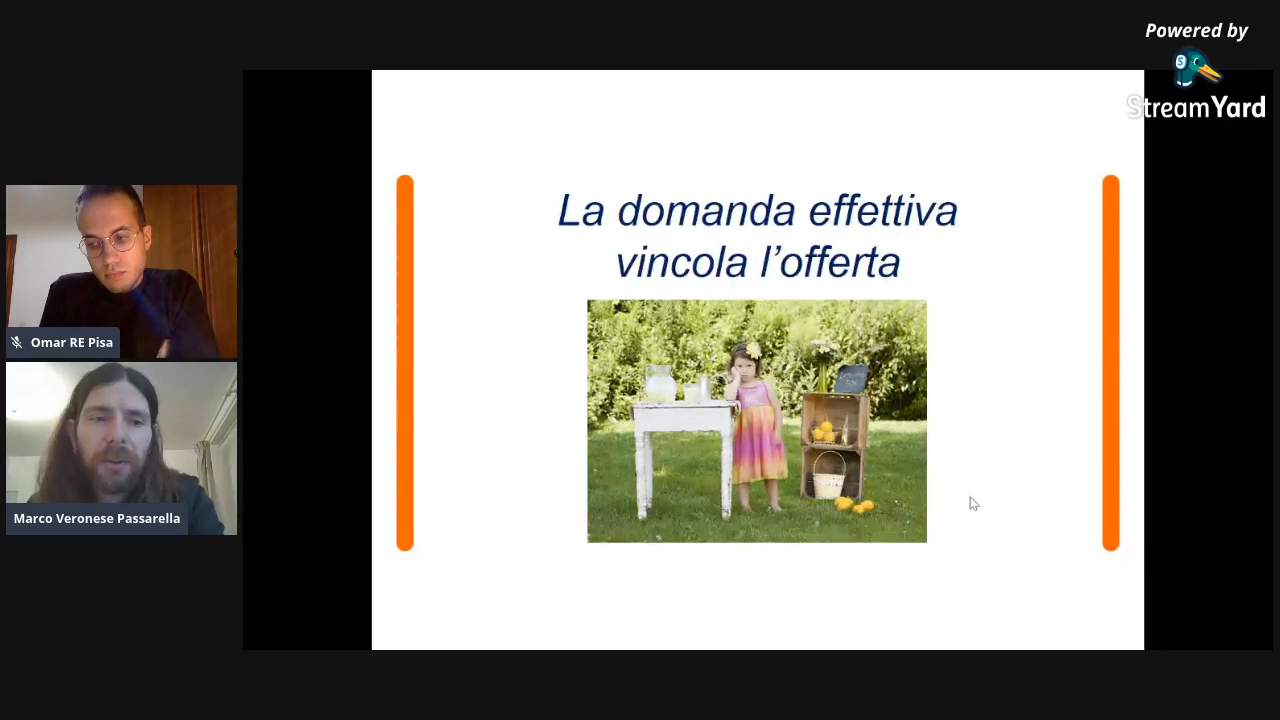 Powered by
StreamYard
La domanda effettiva
vincola l’offerta
Omar RE Pisa
Marco Veronese Passarella